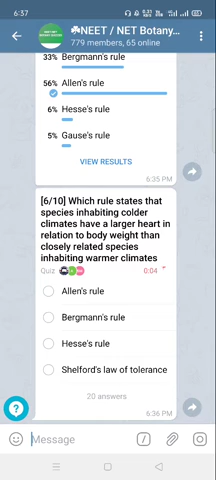 6:37
☘NEET / NET Botany...
779 members, 65 online
33% Bergmann's rule
56% Allen's rule
6% Hesse's rule
5% Gause's rule
VIEW RESULTS
6:35 PM
[6/10] Which rule states that
species inhabiting colder
climates have a larger heart in
relation to body weight than
closely related species
inhabiting warmer climates
Quiz
0:04
Allen's rule
Bergmann's rule
Hesse's rule
Shelford's law of tolerance
20 answers
6:36 PM
Message